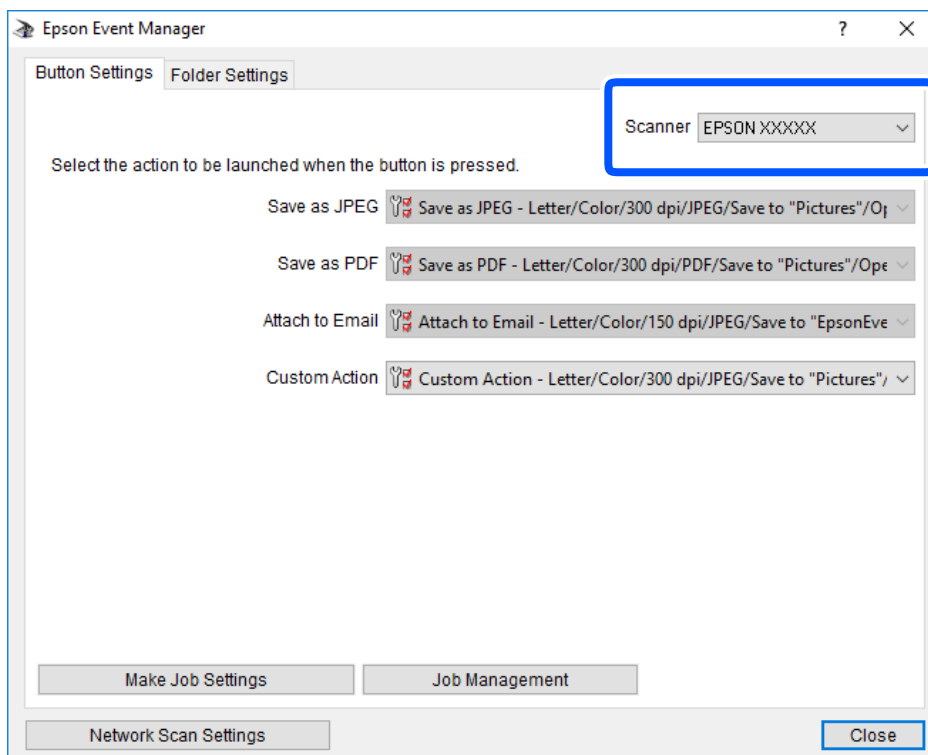 Epson Event Manager
Button Settings Folder Settings
Scanner EPSON XXXXX
Select the action to be launched when the button is pressed.
Save as JPEG Save as JPEG - Letter/Color/300 dpi/JPEG/Save to "Pictures"/Op
Save as PDF Save as PDF - Letter/Color/300 dpi/PDF/Save to "Pictures"/Ope
Attach to Email Attach to Email - Letter/Color/150 dpi/JPEG/Save to "EpsonEve
Custom Action Custom Action - Letter/Color/300 dpi/JPEG/Save to "Pictures"/
Make Job Settings Job Management
Network Scan Settings Close